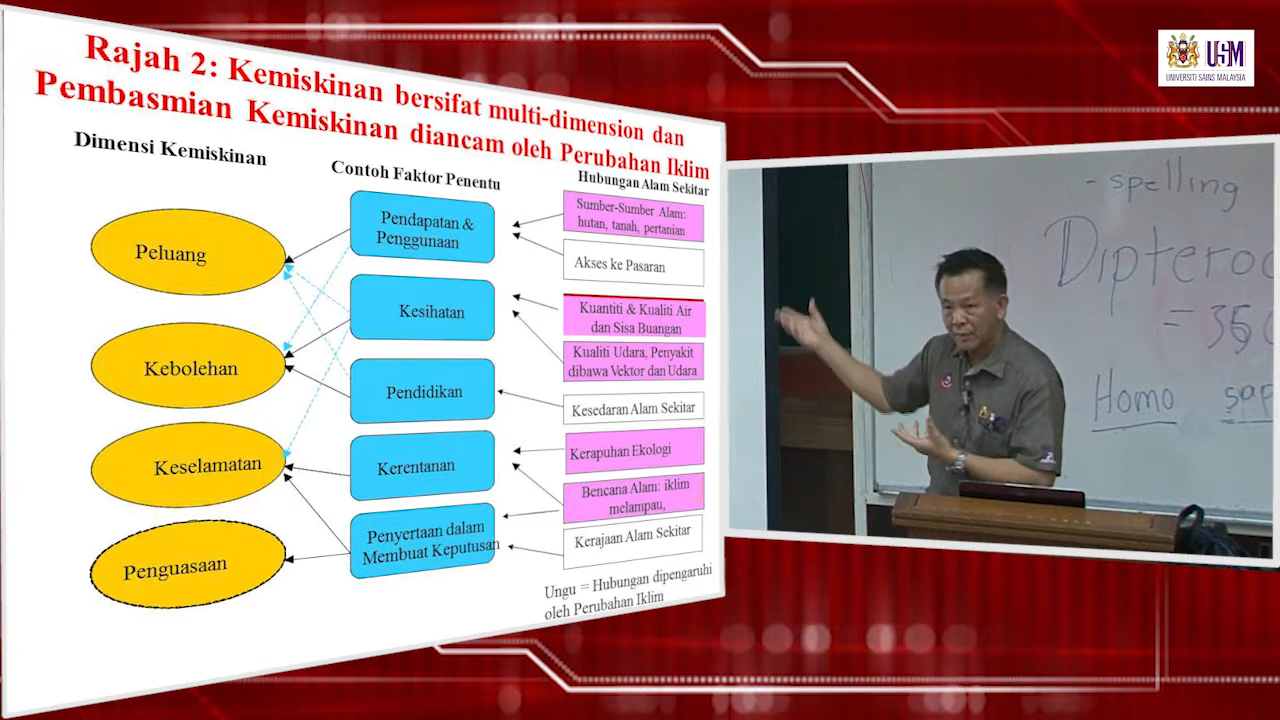 Rajah 2: Kemiskinan bersifat multi-dimension dan
Pembasmian Kemiskinan diancam oleh Perubahan Iklim
Dimensi Kemiskinan
Contoh Faktor Penentu
Hubungan Alam Sekitar
Peluang
Kebolehan
Keselamatan
Penguasaan
Pendapatan &
Penggunaan
Kesihatan
Pendidikan
Kerentanan
Penyertaan dalam
Membuat Keputusan
Sumber-Sumber Alam:
hutan, tanah, pertanian
Akses ke Pasaran
Kuantiti & Kualiti Air
dan Sisa Buangan
Kualiti Udara, Penyakit
dibawa Vektor dan Udara
Kesedaran Alam Sekitar
Kerapuhan Ekologi
Bencana Alam: iklim
melampau,
Kerajaan Alam Sekitar
Ungu = Hubungan dipengaruhi
oleh Perubahan Iklim
USM
UNIVERSITI SAINS MALAYSIA
- spelling
Dipteroc
Homo sap